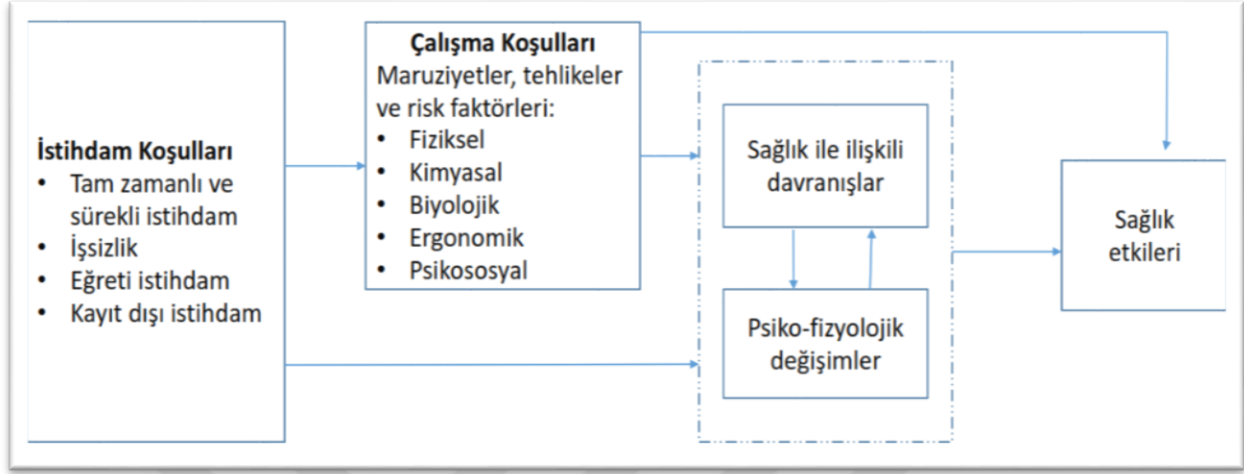 İstihdam Koşulları
• Tam zamanlı ve
sürekli istihdam
• İşsizlik
• Eğreti istihdam
• Kayıt dışı istihdam
Çalışma Koşulları
Maruziyetler, tehlikeler
ve risk faktörleri:
• Fiziksel
• Kimyasal
• Biyolojik
• Ergonomik
• Psikososyal
Sağlık ile ilişkili
davranışlar
Psiko-fizyolojik
değişimler
Sağlık
etkileri